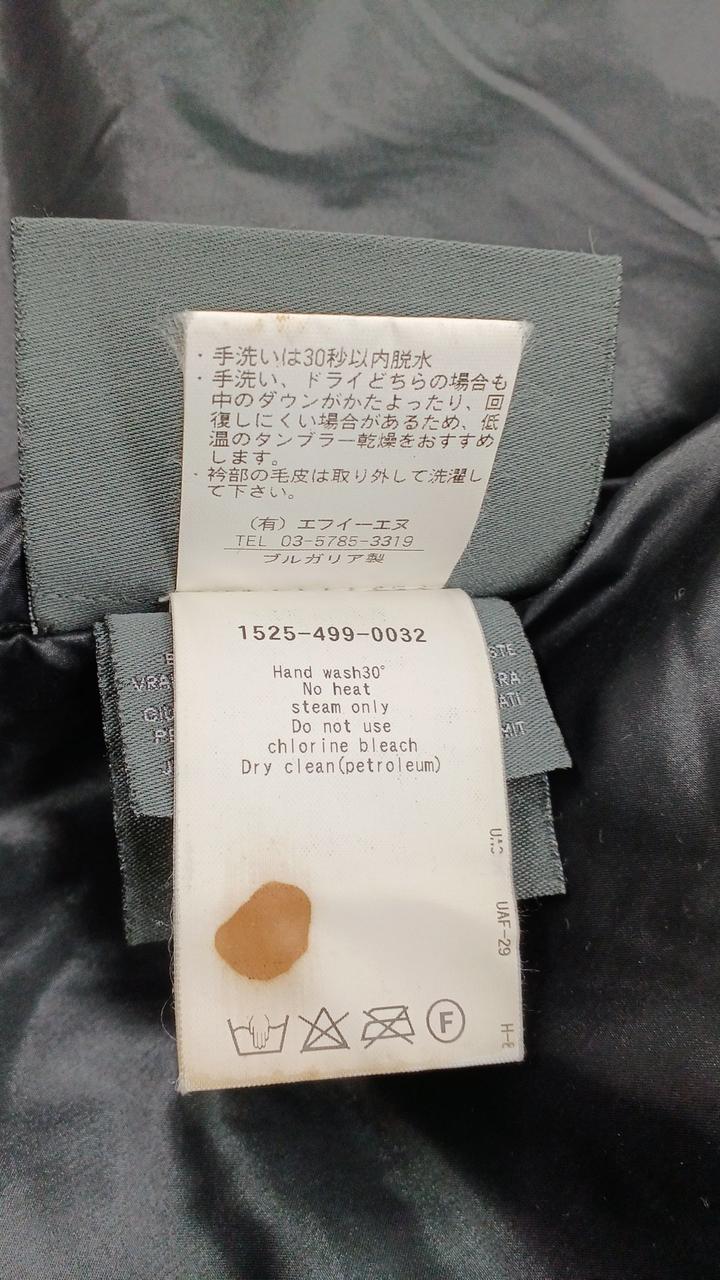 ・手洗いは30秒以内脱水
・手洗い、ドライどちらの場合も
中のダウンがかたよったり、回
復しにくい場合があるため、低
温のタンブラー乾燥をおすすめ
します。
・衿部の毛皮は取り外して洗濯し
て下さい。
(有) エフイーエヌ
TEL 03-5785-3319
ブルガリア製
1525-499-0032
Hand wash30°
No heat
steam only
Do not use
chlorine bleach
Dry clean(petroleum)
UAF-29
F